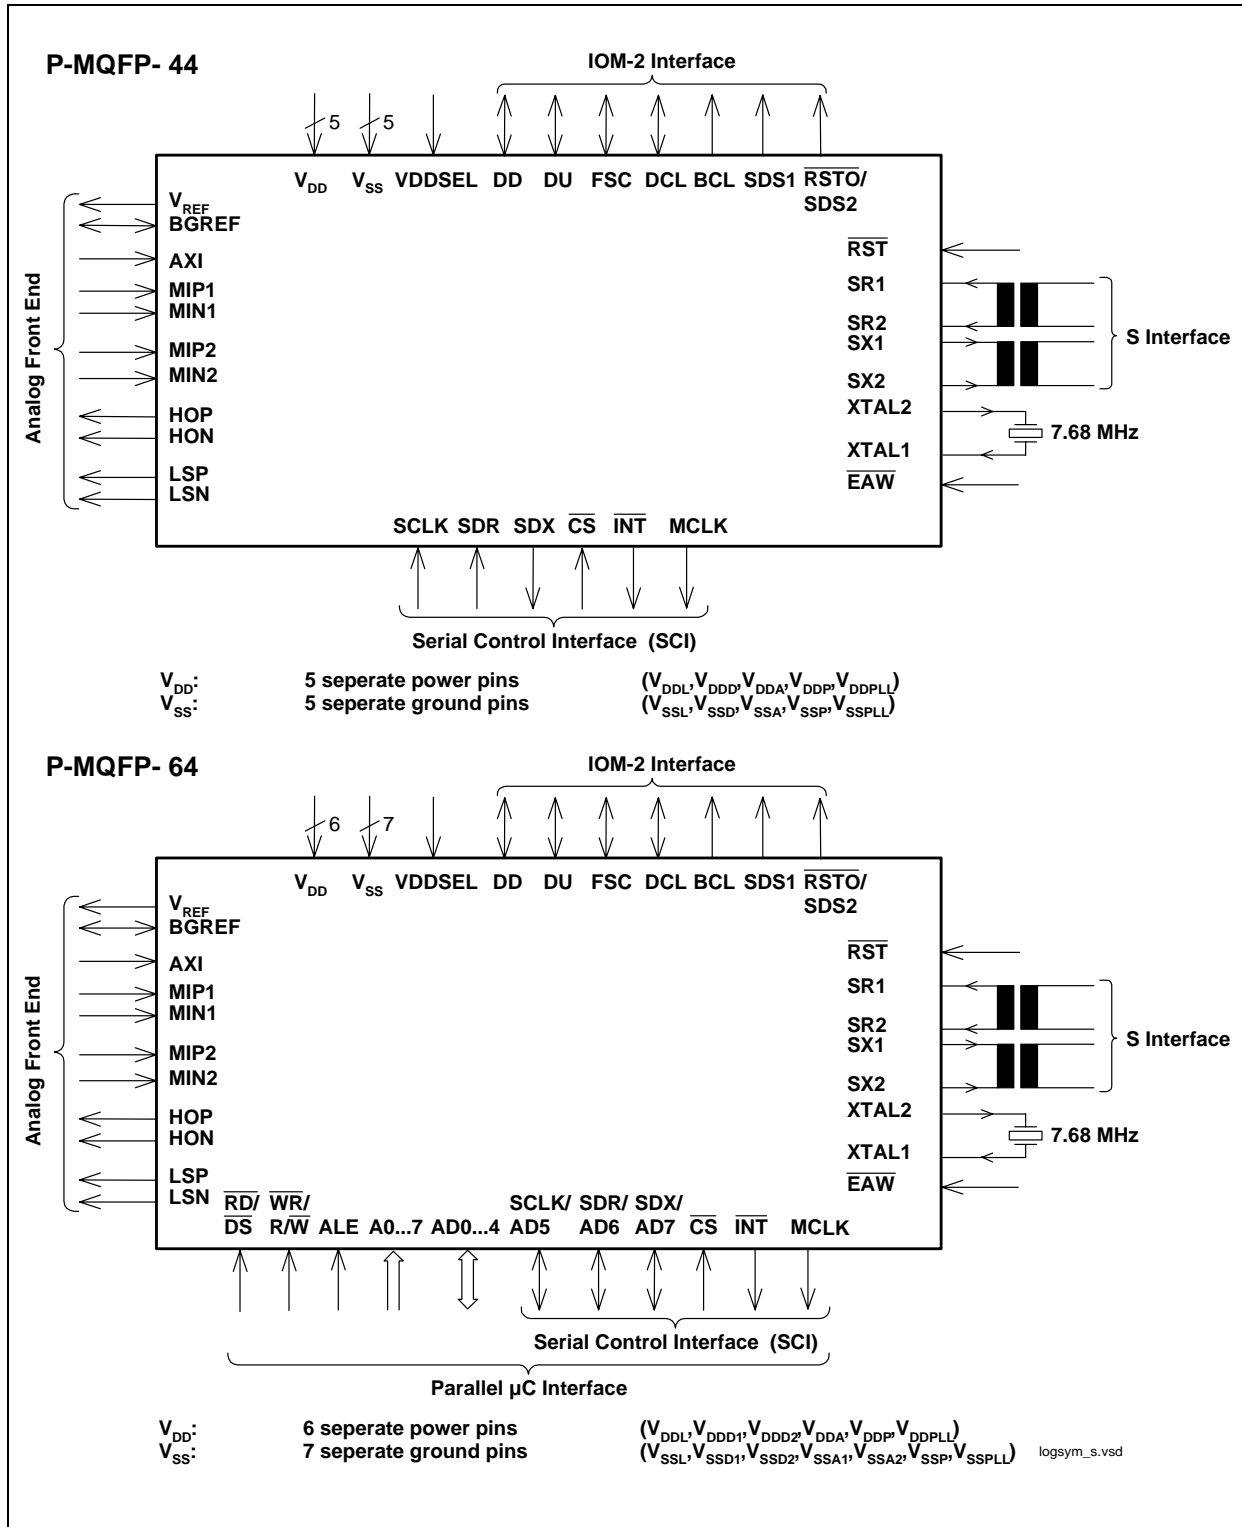 P-MQFP- 44
IOM-2 Interface
5 5
VDD VSS VDDSEL DD DU FSC DCL BCL SDS1 RSTO/
SDS2
Analog Front End
VREF
BGREF
AXI
MIP1
MIN1
MIP2
MIN2
HOP
HON
LSP
LSN
RST
SR1
SR2
SX1
SX2
S Interface
XTAL2
7.68 MHz
XTAL1
EAW
SCLK SDR SDX CS INT MCLK
Serial Control Interface (SCI)
VDD: 5 seperate power pins (VDDL,VDDD,VDDA,VDDP,VDDPLL)
VSS: 5 seperate ground pins (VSSL,VSSD,VSSA,VSSP,VSSPLL)
P-MQFP- 64
IOM-2 Interface
6 7
VDD VSS VDDSEL DD DU FSC DCL BCL SDS1 RSTO/
SDS2
Analog Front End
VREF
BGREF
AXI
MIP1
MIN1
MIP2
MIN2
HOP
HON
LSP
LSN
RST
SR1
SR2
SX1
SX2
S Interface
XTAL2
7.68 MHz
XTAL1
EAW
RD/ WR/ SCLK/ SDR/ SDX/
DS R/W ALE A0...7 AD0...4 AD5 AD6 AD7 CS INT MCLK
Serial Control Interface (SCI)
Parallel µC Interface
VDD: 6 seperate power pins (VDDL,VDDD1,VDDD2,VDDA,VDDP,VDDPLL)
VSS: 7 seperate ground pins (VSSL,VSSD1,VSSD2,VSSA1,VSSA2,VSSP,VSSPLL)
logsym_s.vsd